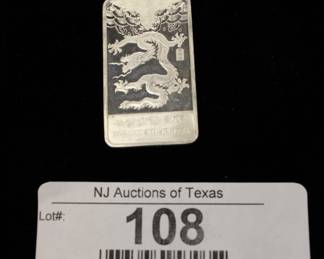 NJ Auctions of Texas
Lot#:
108